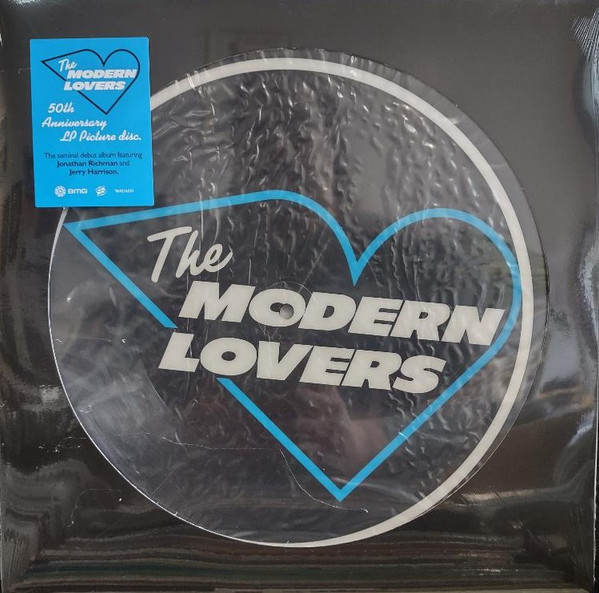 The
MODERN
LOVERS
50th
Anniversary
LP Picture disc.
The seminal debut album featuring
Jonathan Richman and
Jerry Harrison.
BMG
The
MODERN
LOVERS